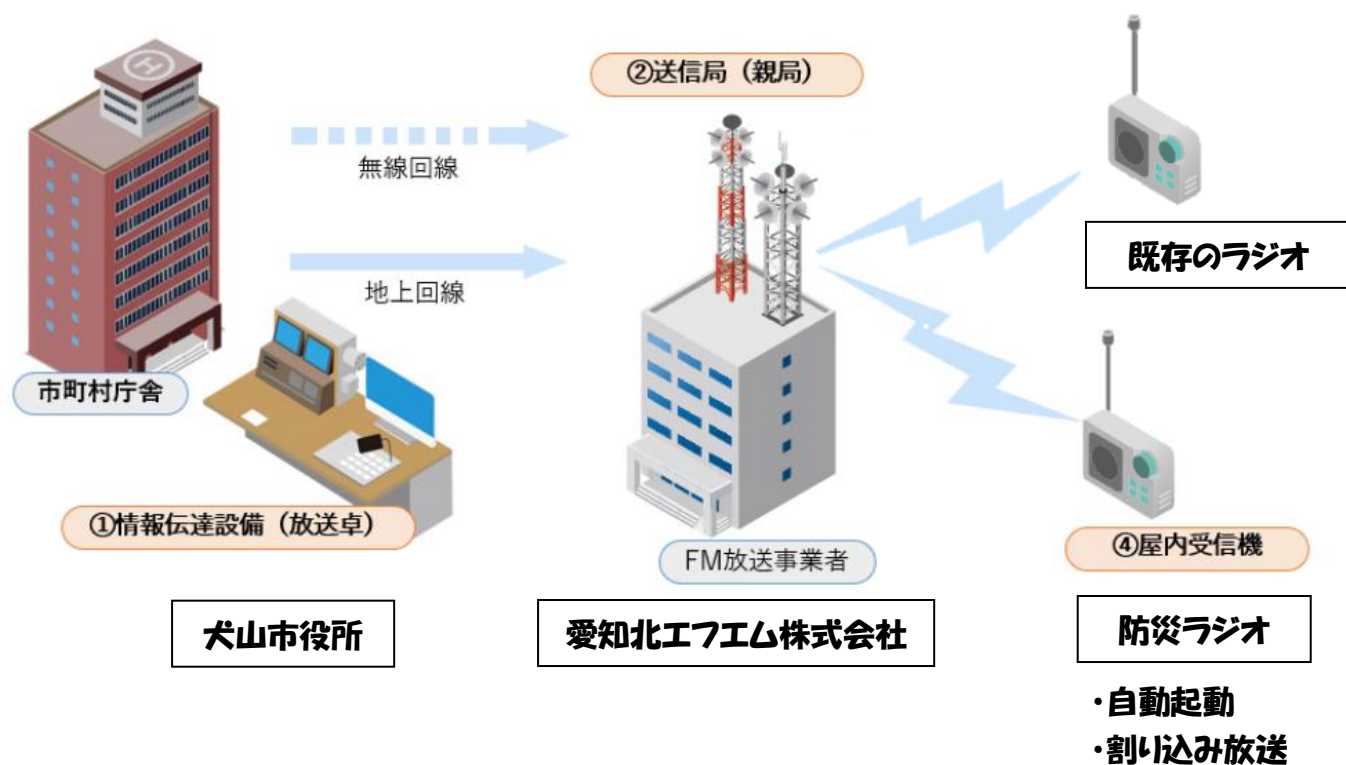 ②送信局（親局）
無線回線
地上回線
既存のラジオ
市町村庁舎
①情報伝達設備（放送卓）
FM放送事業者
④屋内受信機
犬山市役所
愛知北エフエム株式会社
防災ラジオ
・自動起動
・割り込み放送